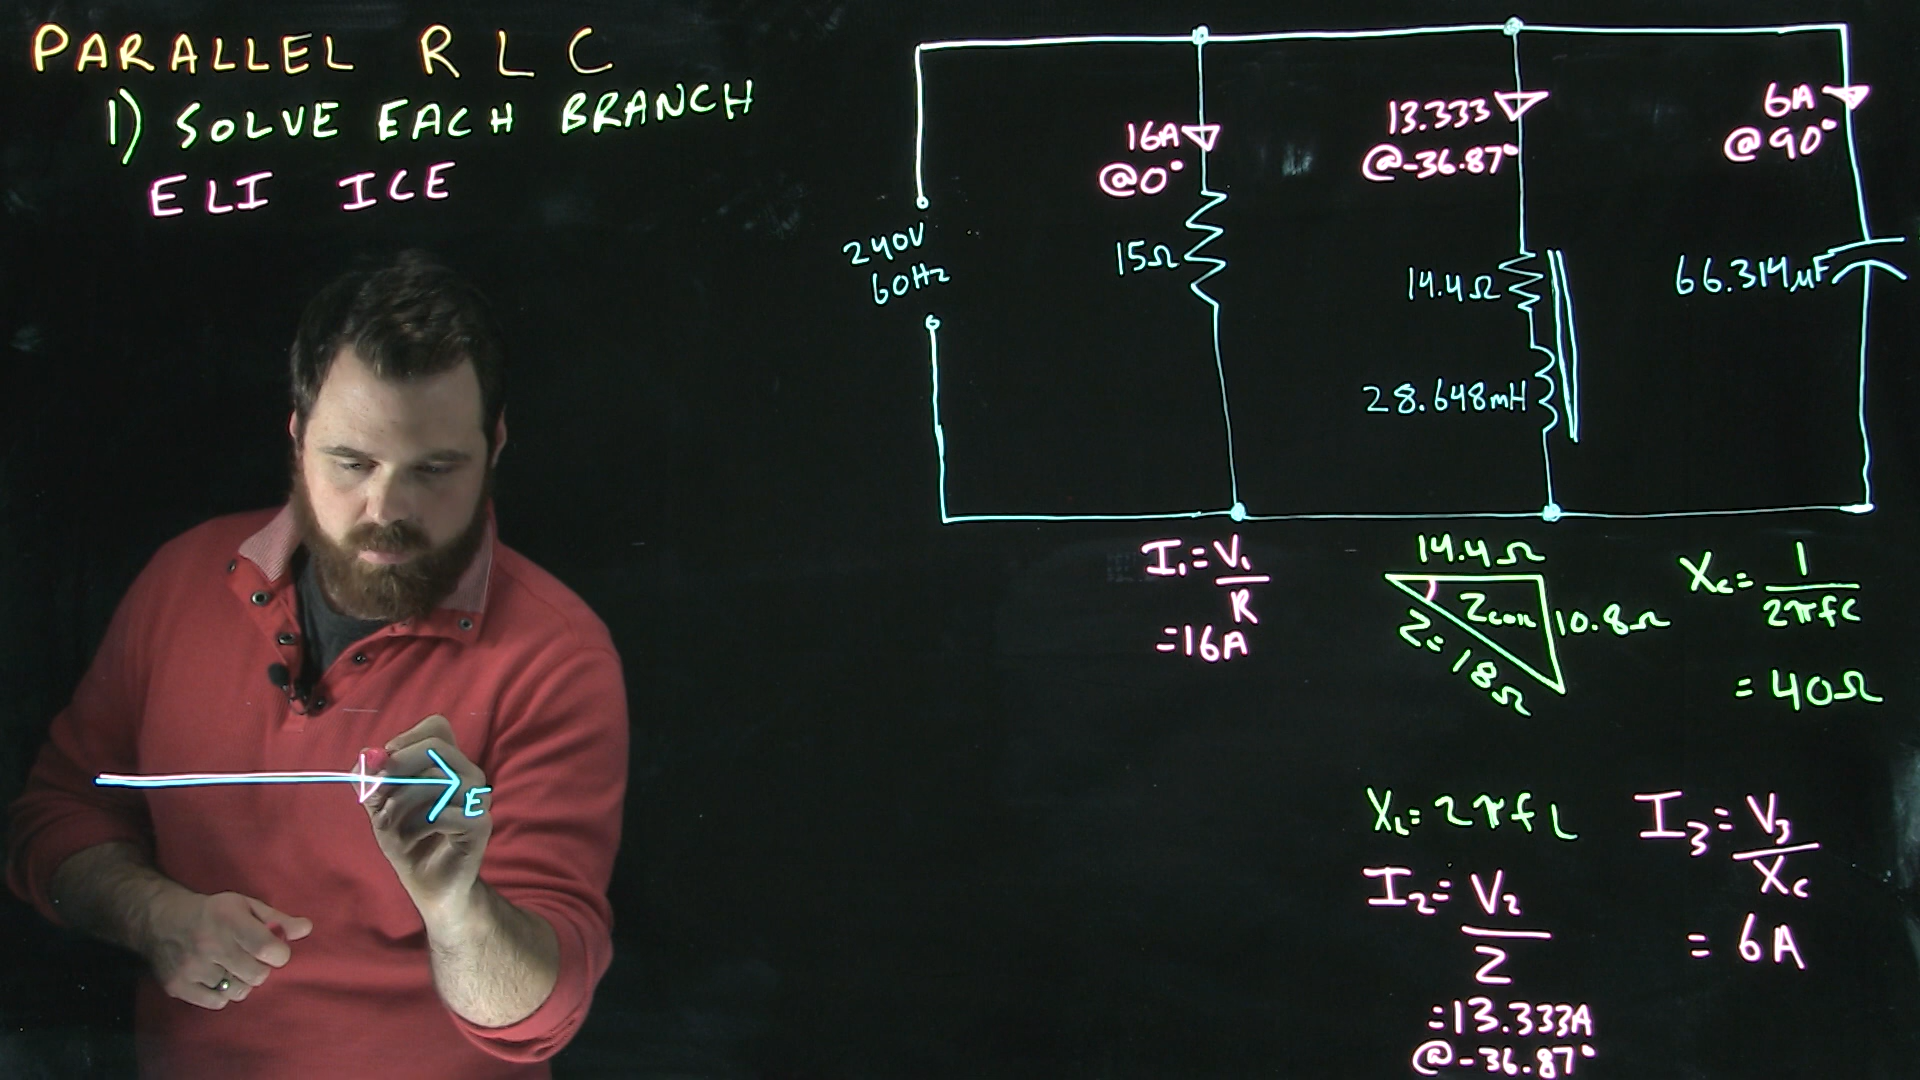 PARALLEL R L C
1) SOLVE EACH BRANCH
ELI ICE
240V
60Hz
16A
@0°
15Ω
13.333
@-36.87°
14.4Ω
28.648mH
6A
@90°
66.314μF
I₁ = V₁
R
= 16A
14.4Ω
Zcoil
10.8Ω
Z = 18Ω
Xc = 1
2πfC
= 40Ω
XL = 2πfL
I₂ = V₂
Z
= 13.333A
@-36.87°
I₃ = V₃
Xc
= 6A
E